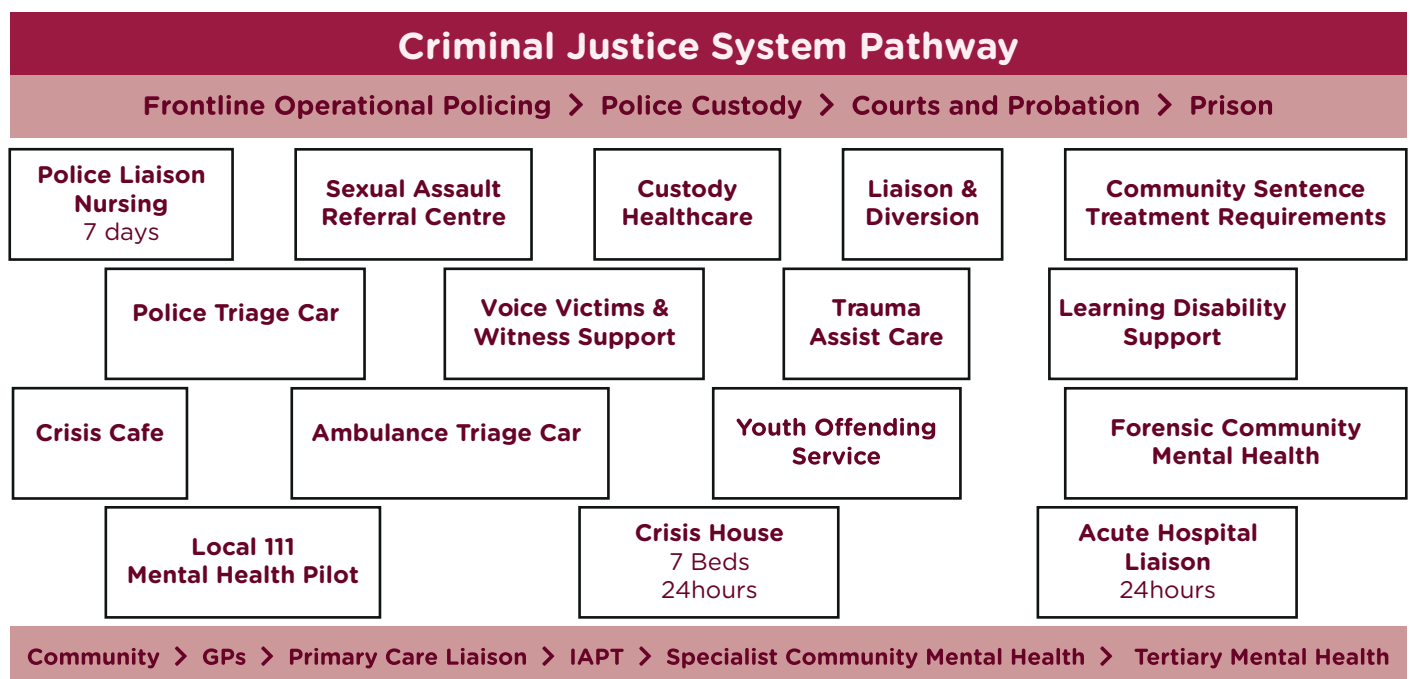 Criminal Justice System Pathway
Frontline Operational Policing > Police Custody > Courts and Probation > Prison
Police Liaison
Nursing
7 days
Sexual Assault
Referral Centre
Custody
Healthcare
Liaison &
Diversion
Community Sentence
Treatment Requirements
Police Triage Car
Voice Victims &
Witness Support
Trauma
Assist Care
Learning Disability
Support
Crisis Cafe
Ambulance Triage Car
Youth Offending
Service
Forensic Community
Mental Health
Local 111
Mental Health Pilot
Crisis House
7 Beds
24hours
Acute Hospital
Liaison
24hours
Community > GPs > Primary Care Liaison > IAPT > Specialist Community Mental Health > Tertiary Mental Health